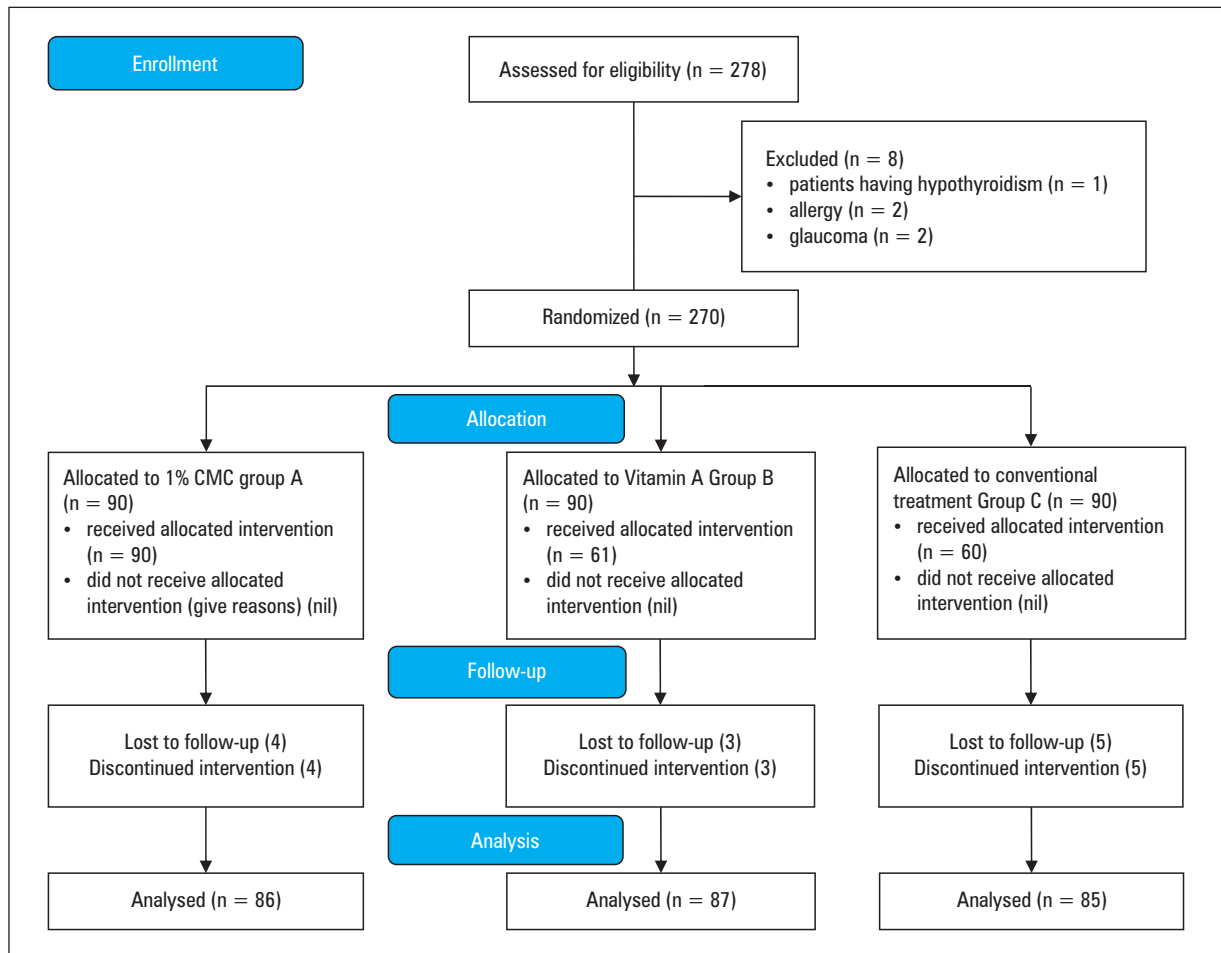 Enrollment
Assessed for eligibility (n = 278)
Excluded (n = 8)
• patients having hypothyroidism (n = 1)
• allergy (n = 2)
• glaucoma (n = 2)
Randomized (n = 270)
Allocation
Allocated to 1% CMC group A
(n = 90)
• received allocated intervention
(n = 90)
• did not receive allocated
intervention (give reasons) (nil)
Allocated to Vitamin A Group B
(n = 90)
• received allocated intervention
(n = 61)
• did not receive allocated
intervention (nil)
Allocated to conventional
treatment Group C (n = 90)
• received allocated intervention
(n = 60)
• did not receive allocated
intervention (nil)
Follow-up
Lost to follow-up (4)
Discontinued intervention (4)
Lost to follow-up (3)
Discontinued intervention (3)
Lost to follow-up (5)
Discontinued intervention (5)
Analysis
Analysed (n = 86)
Analysed (n = 87)
Analysed (n = 85)